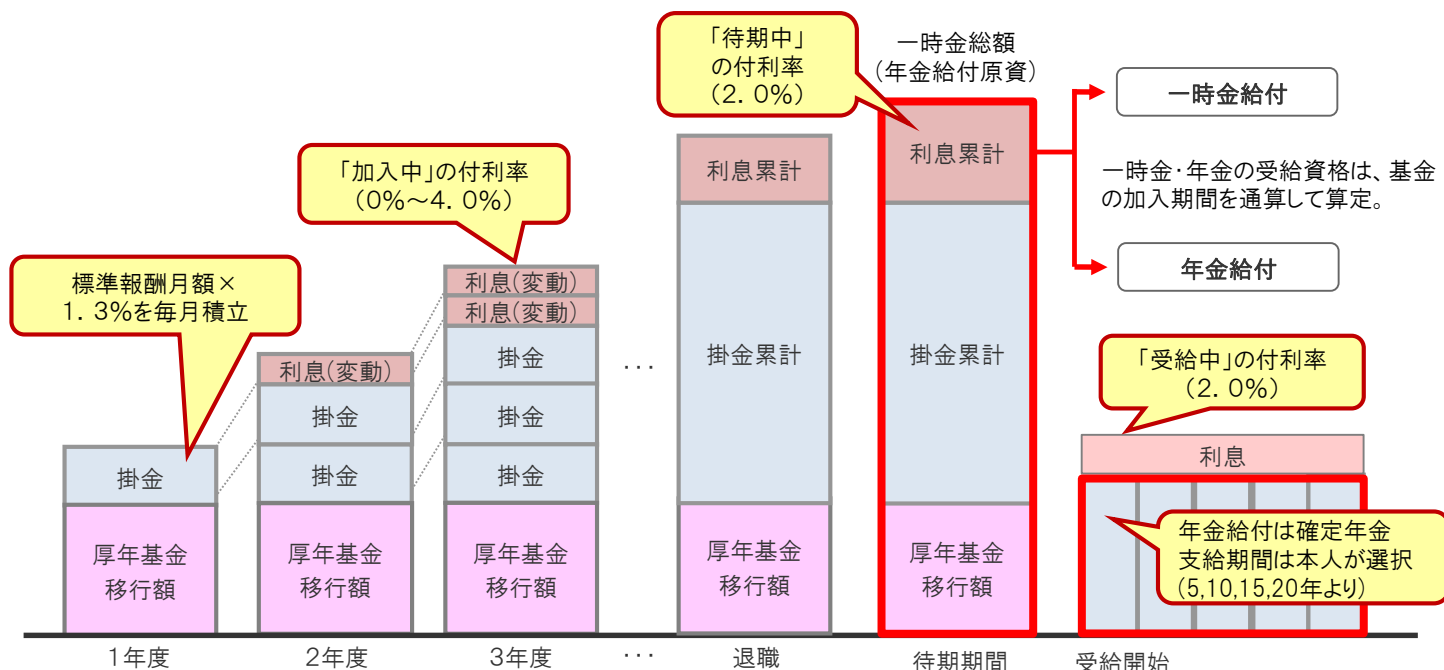 「待期中」
の付利率
(2．0％)
一時金総額
(年金給付原資)
一時金給付
一時金・年金の受給資格は、基金
の加入期間を通算して算定。
年金給付
「加入中」の付利率
(0％～4．0％)
標準報酬月額×
1．3％を毎月積立
「受給中」の付利率
(2．0％)
掛金
厚年基金
移行額
利息(変動)
掛金
掛金
厚年基金
移行額
利息(変動)
利息(変動)
掛金
掛金
掛金
厚年基金
移行額
・・・
利息累計
掛金累計
厚年基金
移行額
利息累計
掛金累計
厚年基金
移行額
利息
年金給付は確定年金
支給期間は本人が選択
(5,10,15,20年より)
1年度
2年度
3年度
・・・
退職
待期期間
受給開始